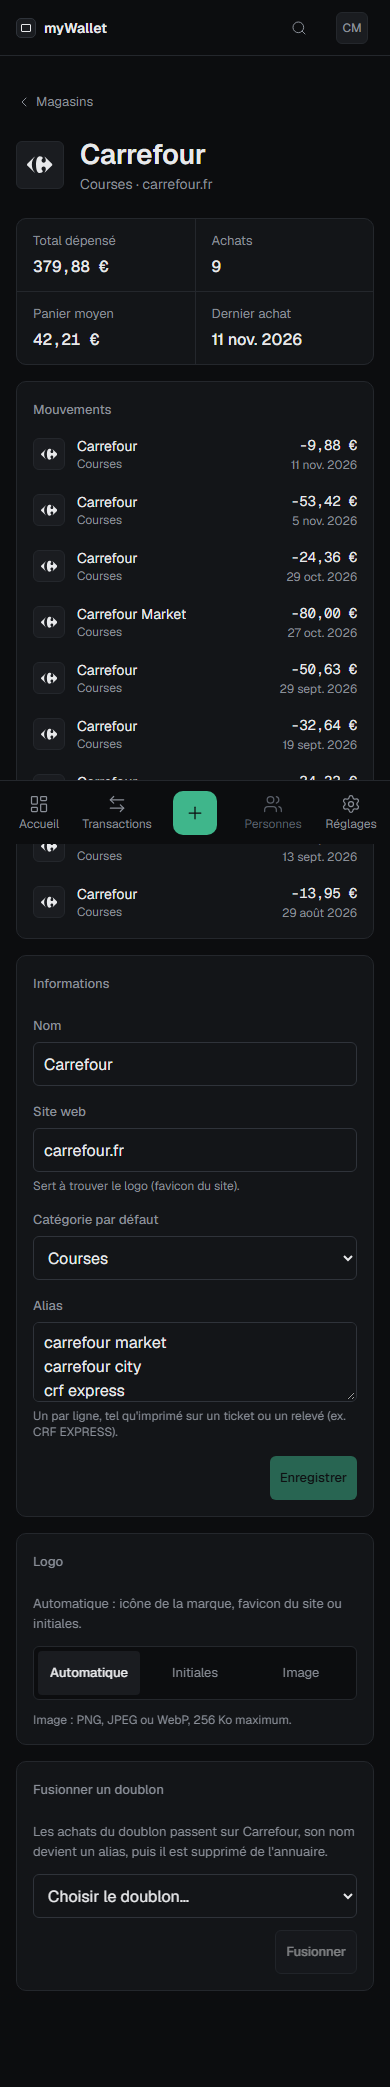 myWallet
CM
Magasins
Carrefour
Courses · carrefour.fr
Total dépensé
Achats
379,88 €
9
Panier moyen
Dernier achat
42,21 €
11 nov. 2026
Mouvements
Carrefour
-9,88 €
Courses
11 nov. 2026
Carrefour
-53,42 €
Courses
5 nov. 2026
Carrefour
-24,36 €
Courses
29 oct. 2026
Carrefour Market
-80,00 €
Courses
27 oct. 2026
Carrefour
-50,63 €
Courses
29 sept. 2026
Carrefour
-32,64 €
Courses
19 sept. 2026
Accueil
Transactions
Personnes
Réglages
Courses
13 sept. 2026
Carrefour
-13,95 €
Courses
29 août 2026
Informations
Nom
Carrefour
Site web
carrefour.fr
Sert à trouver le logo (favicon du site).
Catégorie par défaut
Courses
Alias
carrefour market
carrefour city
crf express
Un par ligne, tel qu'imprimé sur un ticket ou un relevé (ex.
CRF EXPRESS).
Enregistrer
Logo
Automatique : icône de la marque, favicon du site ou
initiales.
Automatique
Initiales
Image
Image : PNG, JPEG ou WebP, 256 Ko maximum.
Fusionner un doublon
Les achats du doublon passent sur Carrefour, son nom
devient un alias, puis il est supprimé de l'annuaire.
Choisir le doublon…
Fusionner